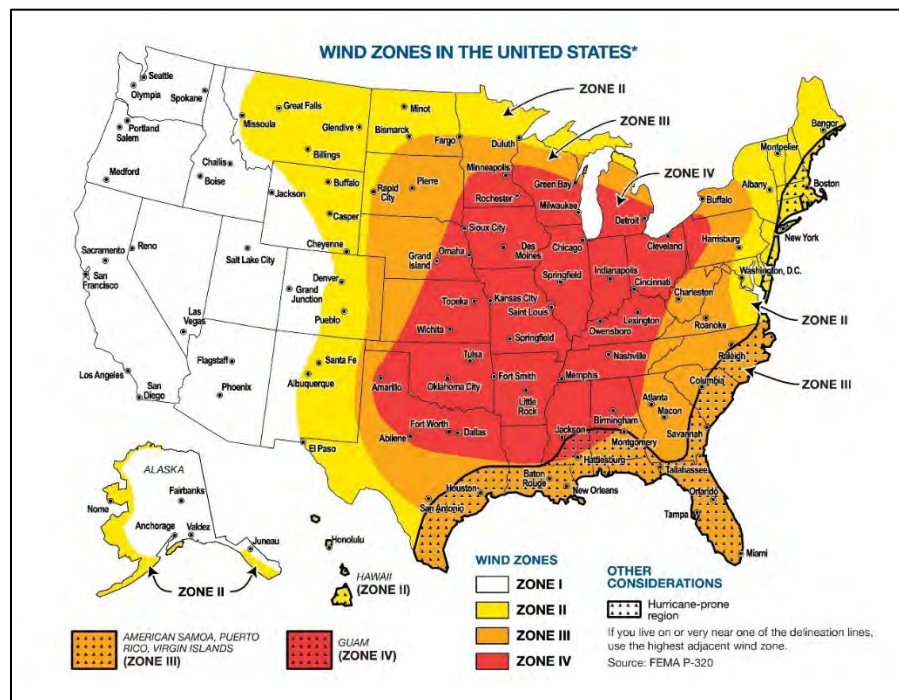 WIND ZONES IN THE UNITED STATES*
ZONE II
ZONE III
ZONE IV
Seattle
Olympia
Spokane
Portland
Salem
Medford
Challis
Boise
Missoula
Great Falls
Glendive
Billings
Minot
Bismarck
Fargo
Duluth
Minneapolis
Rochester
Green Bay
Milwaukee
Detroit
Buffalo
Albany
Montpelier
Bangor
Boston
New York
Jackson
Buffalo
Casper
Cheyenne
Rapid
City
Pierre
Sioux City
Grand
Island
Omaha
Des
Moines
Chicago
Springfield
Indianapolis
Cincinnati
Cleveland
Harrisburg
Washington, D.C.
Charleston
Roanoke
ZONE II
Raleigh
ZONE III
Sacramento
San
Francisco
Reno
Salt Lake City
Las
Vegas
Los Angeles
San
Diego
Flagstaff
Phoenix
Denver
Grand
Junction
Pueblo
Santa Fe
Albuquerque
El Paso
Topeka
Kansas City
Saint Louis
Wichita
Springfield
Owensboro
Lexington
Nashville
Tulsa
Amarillo
Oklahoma City
Fort Smith
Memphis
Little
Rock
Fort Worth
Dallas
Abilene
Atlanta
Macon
Columbia
Savannah
Birmingham
Jackson
Montgomery
Hattiesburg
Tallahassee
Baton
Rouge
New Orleans
Houston
San Antonio
Orlando
Tampa
Miami
ALASKA
Nome
Fairbanks
Anchorage
Valdez
Juneau
ZONE II
Honolulu
HAWAII
(ZONE II)
AMERICAN SAMOA, PUERTO
RICO, VIRGIN ISLANDS
(ZONE III)
GUAM
(ZONE IV)
WIND ZONES
ZONE I
ZONE II
ZONE III
ZONE IV
OTHER
CONSIDERATIONS
Hurricane-prone
region
If you live on or very near one of the delineation lines,
use the highest adjacent wind zone.
Source: FEMA P-320